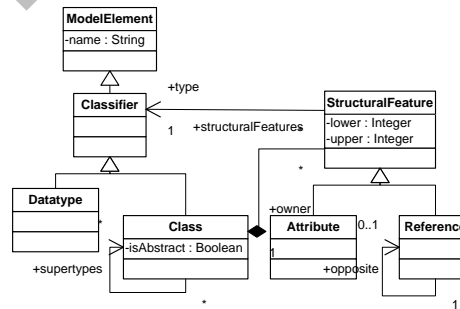 ModelElement
-name : String
+type
Classifier
StructuralFeature
-lower : Integer
-upper : Integer
1
+structuralFeatures
*
*
Datatype
*
Class
-isAbstract : Boolean
+owner
1
Attribute
0..1
Reference
+supertypes
+opposite
*
1